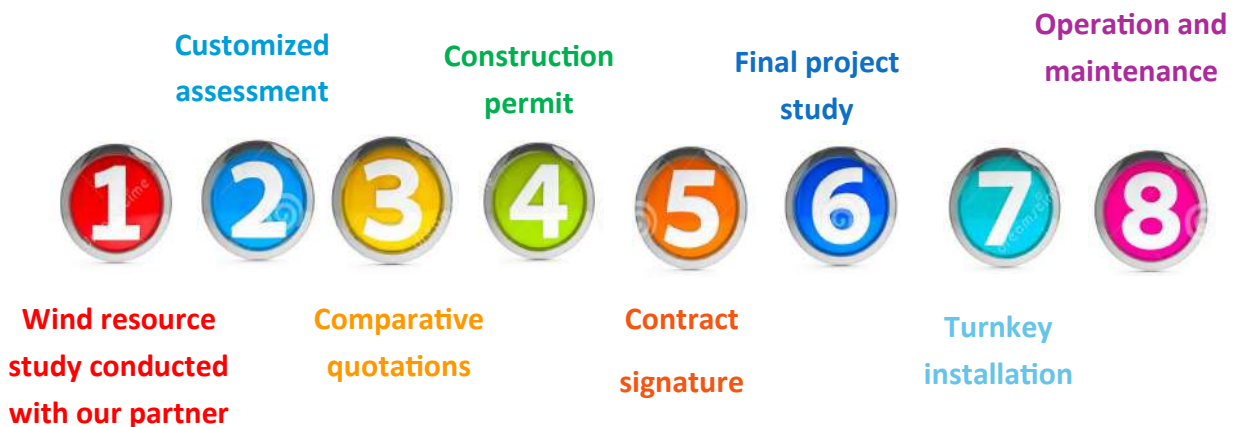 Customized
assessment
Construction
permit
Final project
study
Operation and
maintenance
1
2
3
4
5
6
7
8
Wind resource
study conducted
with our partner
Comparative
quotations
Contract
signature
Turnkey
installation